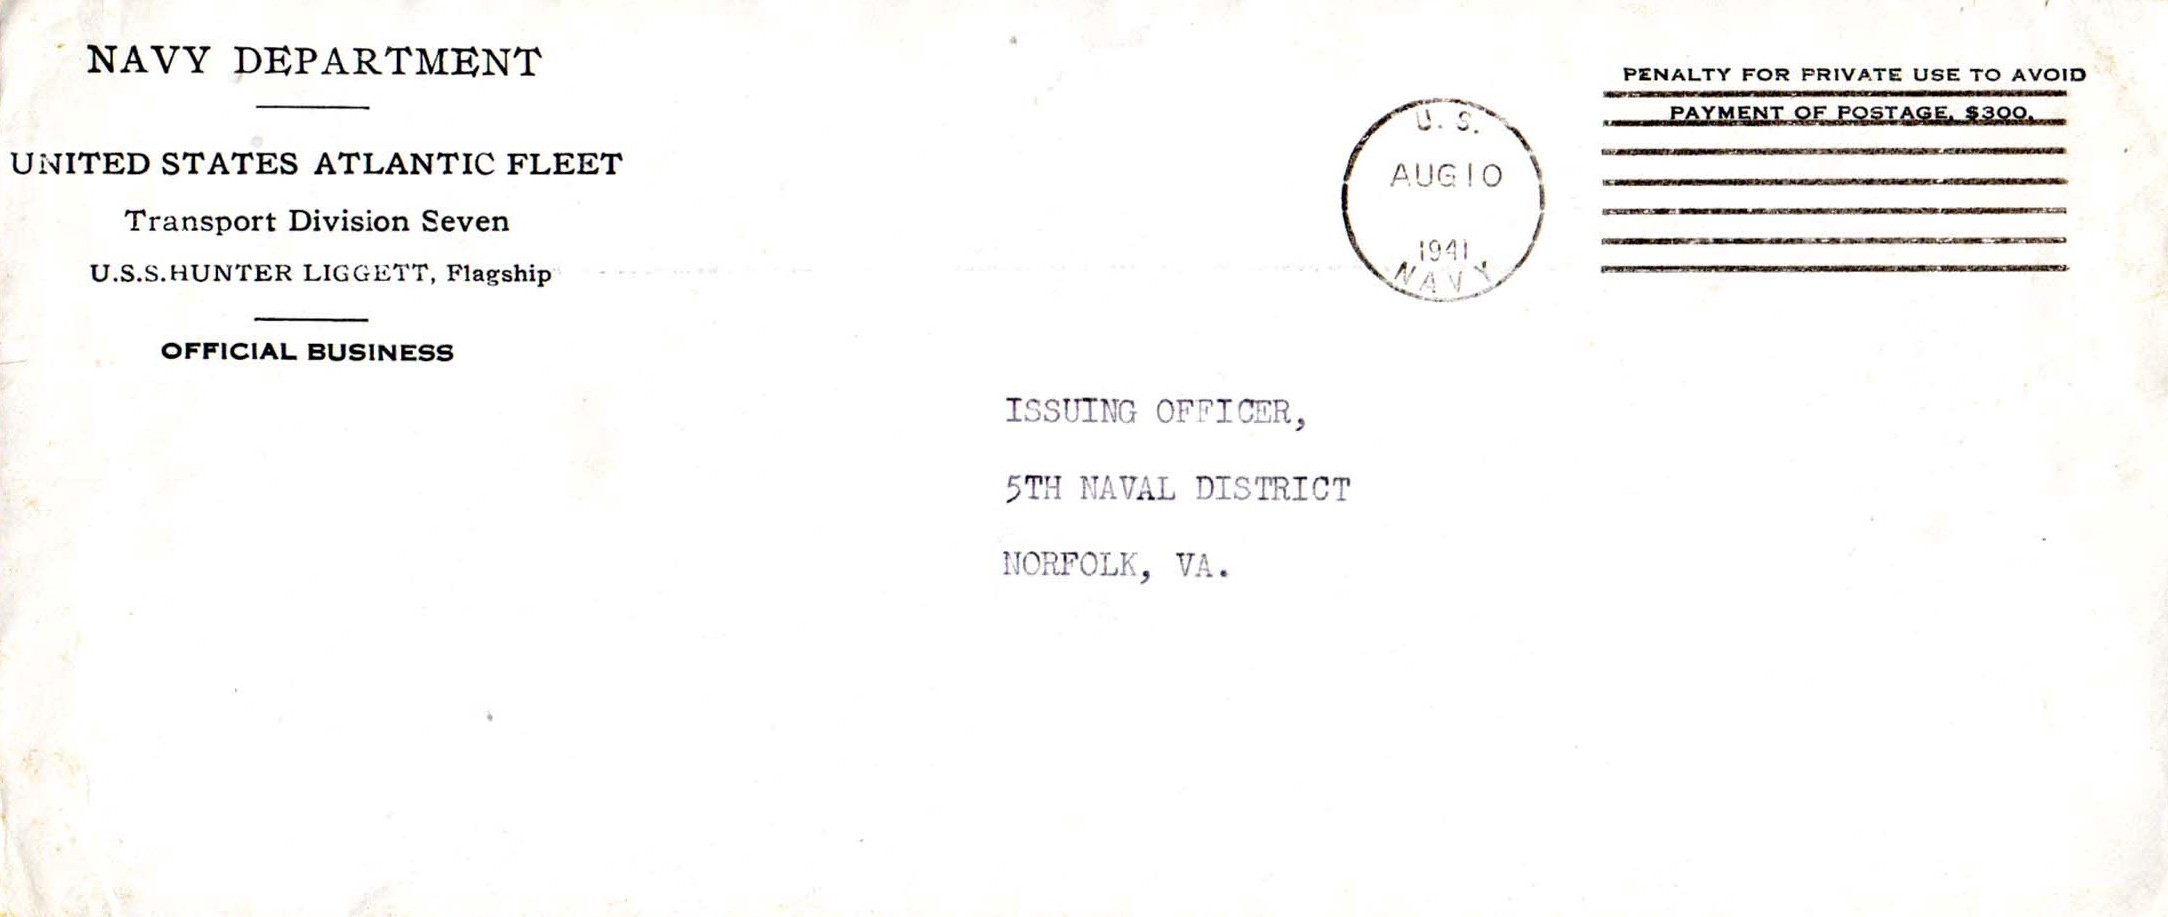 NAVY DEPARTMENT
UNITED STATES ATLANTIC FLEET
Transport Division Seven
U.S.S.HUNTER LIGGETT, Flagship
OFFICIAL BUSINESS
U. S.
AUG 10
1941
NAVY
PENALTY FOR PRIVATE USE TO AVOID
PAYMENT OF POSTAGE, $300.
ISSUING OFFICER,
5TH NAVAL DISTRICT
NORFOLK, VA.